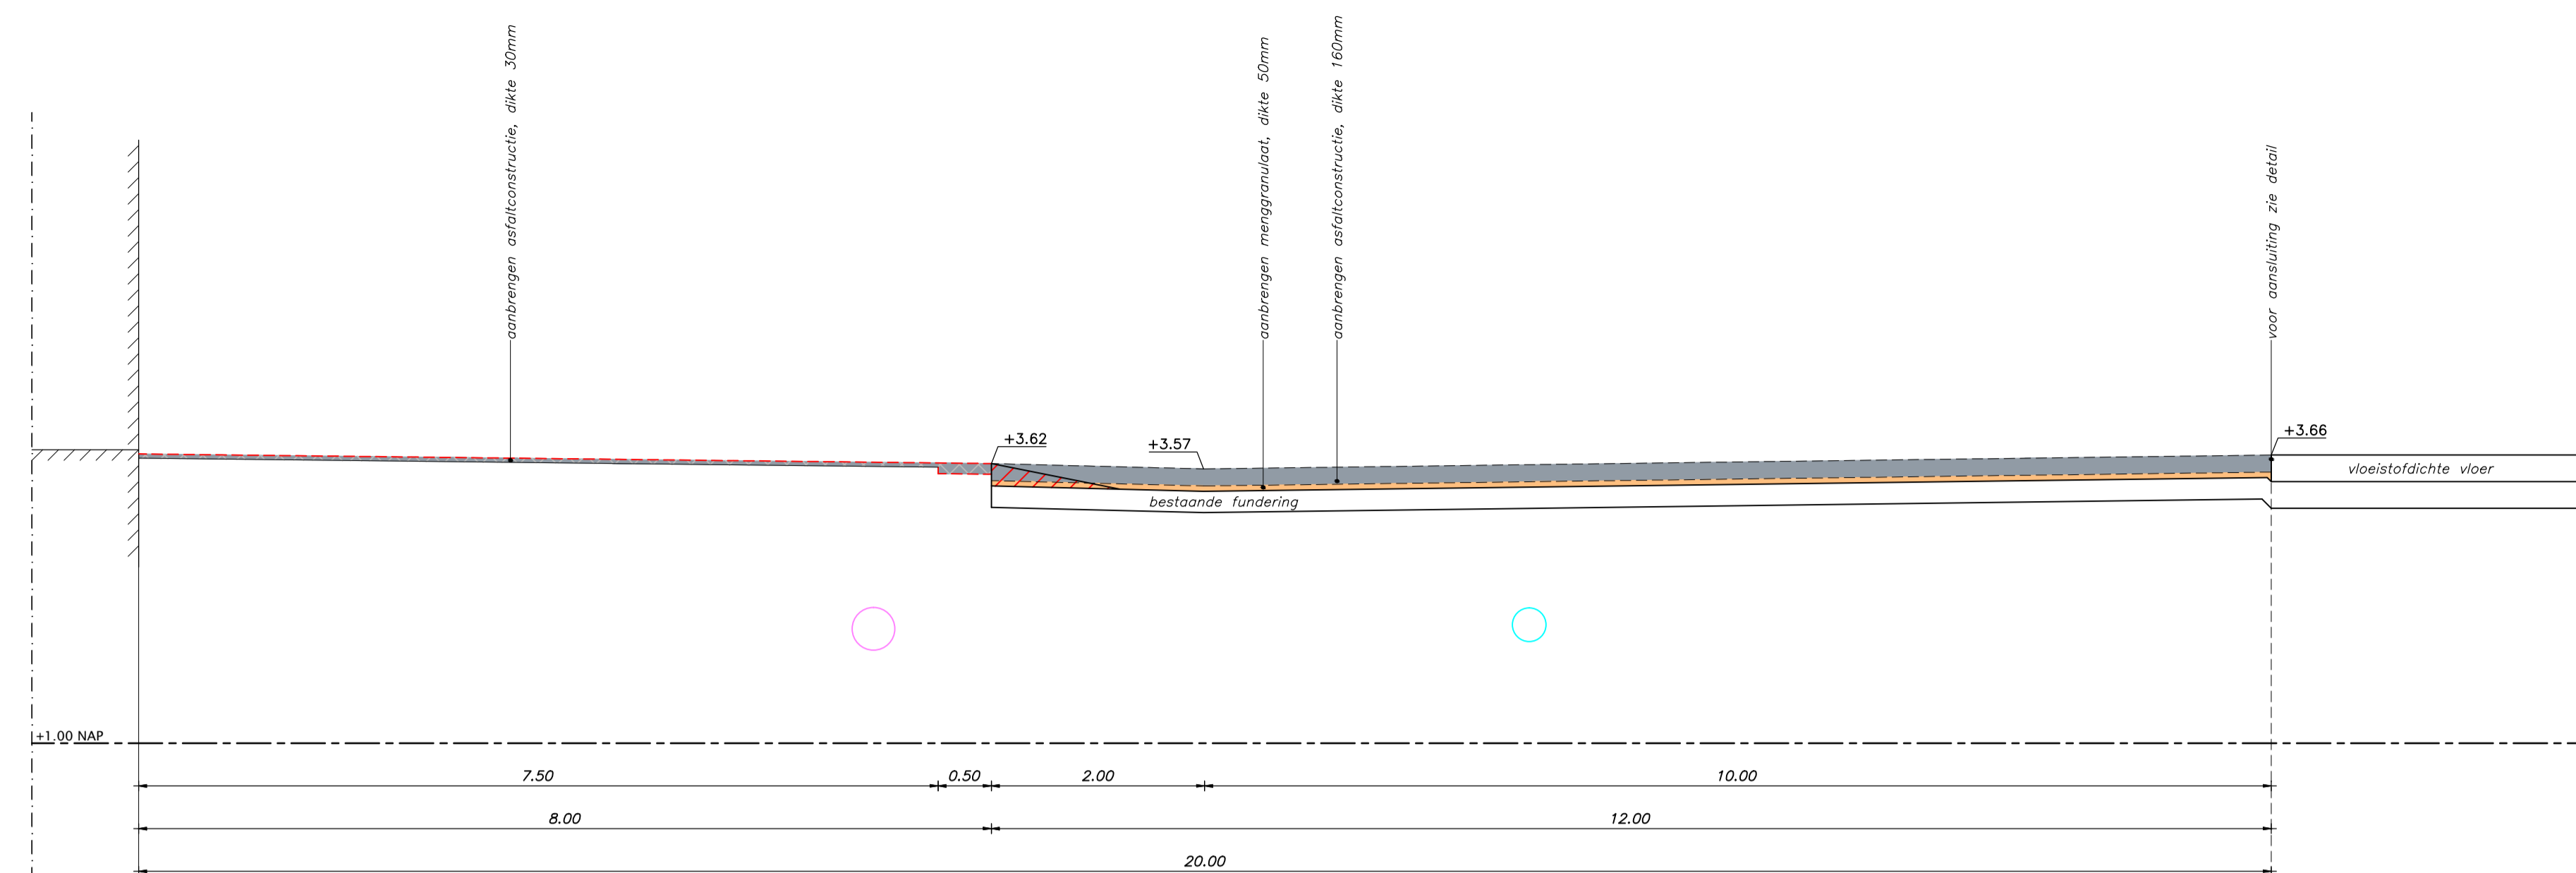 aanbrengen asfaltconstructie, dikte 30mm
aanbrengen menggranulaat, dikte 50mm
aanbrengen asfaltconstructie, dikte 160mm
voor aansluiting zie detail
+3.62
+3.57
+3.66
vloeistofdichte vloer
bestaande fundering
+1.00 NAP
7.50
0.50
2.00
10.00
8.00
12.00
20.00